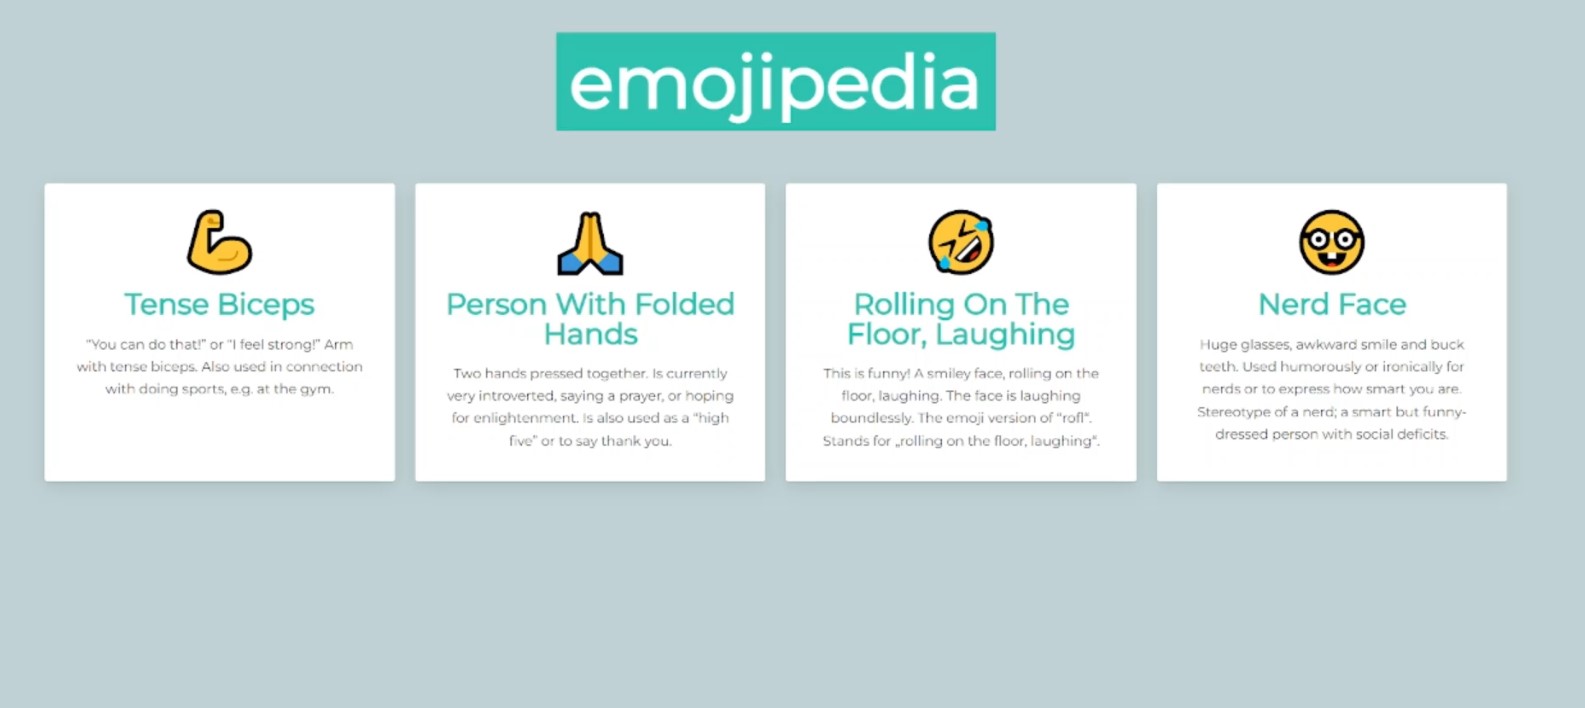 emojipedia
Tense Biceps
“You can do that!” or “I feel strong!” Arm
with tense biceps. Also used in connection
with doing sports, e.g. at the gym.
Person With Folded
Hands
Two hands pressed together. Is currently
very introverted, saying a prayer, or hoping
for enlightenment. Is also used as a “high
five” or to say thank you.
Rolling On The
Floor, Laughing
This is funny! A smiley face, rolling on the
floor, laughing. The face is laughing
boundlessly. The emoji version of “rofl“.
Stands for „rolling on the floor, laughing“.
Nerd Face
Huge glasses, awkward smile and buck
teeth. Used humorously or ironically for
nerds or to express how smart you are.
Stereotype of a nerd; a smart but funny-
dressed person with social deficits.